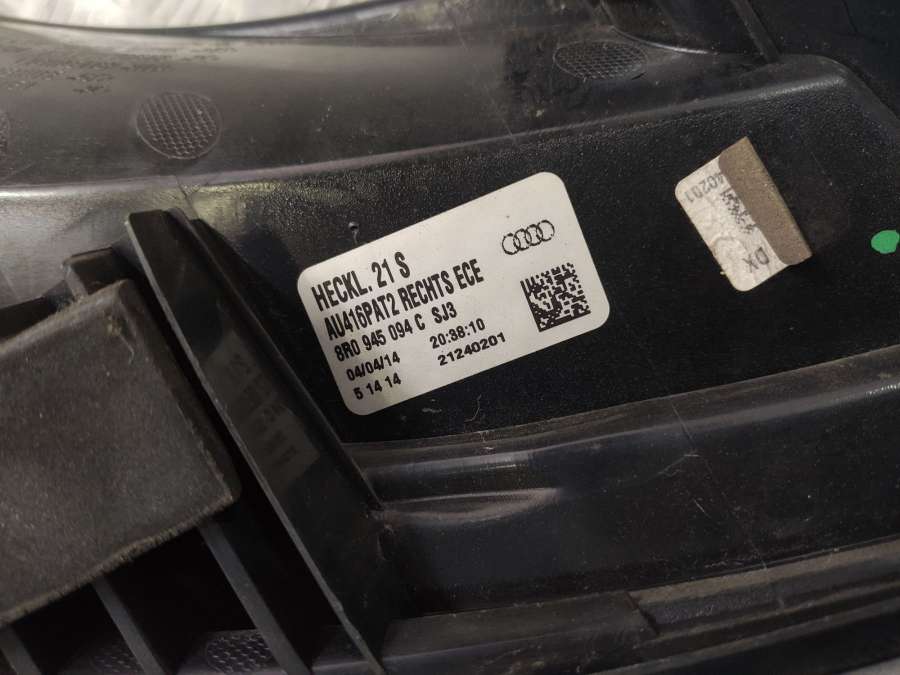 HECKL. 21 S
AU416PAT2 RECHTS ECE
8R0 945 094 C SJ3
04/04/14 20:38:10
5 14 14 21240201
DX